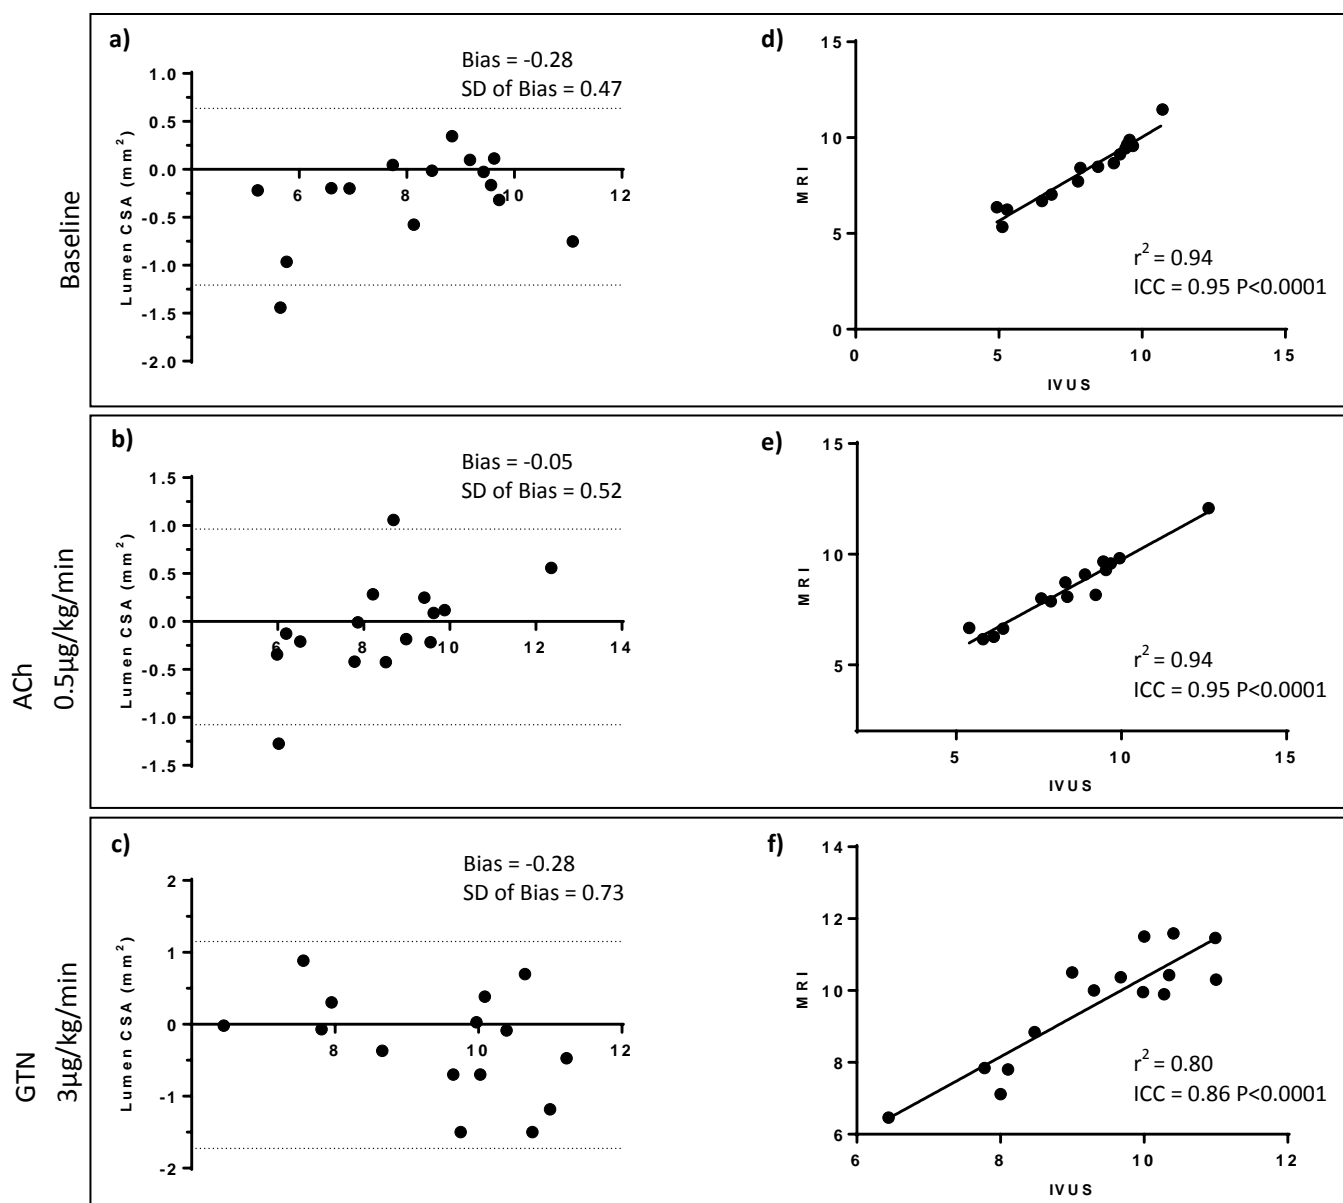 Baseline
a)
Bias = -0.28
SD of Bias = 0.47
Lumen CSA (mm²)
1.0
0.5
0.0
-0.5
-1.0
-1.5
-2.0
6 8 10 12
d)
MRI
15
10
5
0
0 5 10 15
IVUS
r² = 0.94
ICC = 0.95 P<0.0001
ACh
0.5µg/kg/min
b)
Bias = -0.05
SD of Bias = 0.52
Lumen CSA (mm²)
1.5
1.0
0.5
0.0
-0.5
-1.0
-1.5
6 8 10 12 14
e)
MRI
15
10
5
5 10 15
IVUS
r² = 0.94
ICC = 0.95 P<0.0001
GTN
3µg/kg/min
c)
Bias = -0.28
SD of Bias = 0.73
Lumen CSA (mm²)
2
1
0
-1
-2
8 10 12
f)
MRI
14
12
10
8
6
6 8 10 12
IVUS
r² = 0.80
ICC = 0.86 P<0.0001